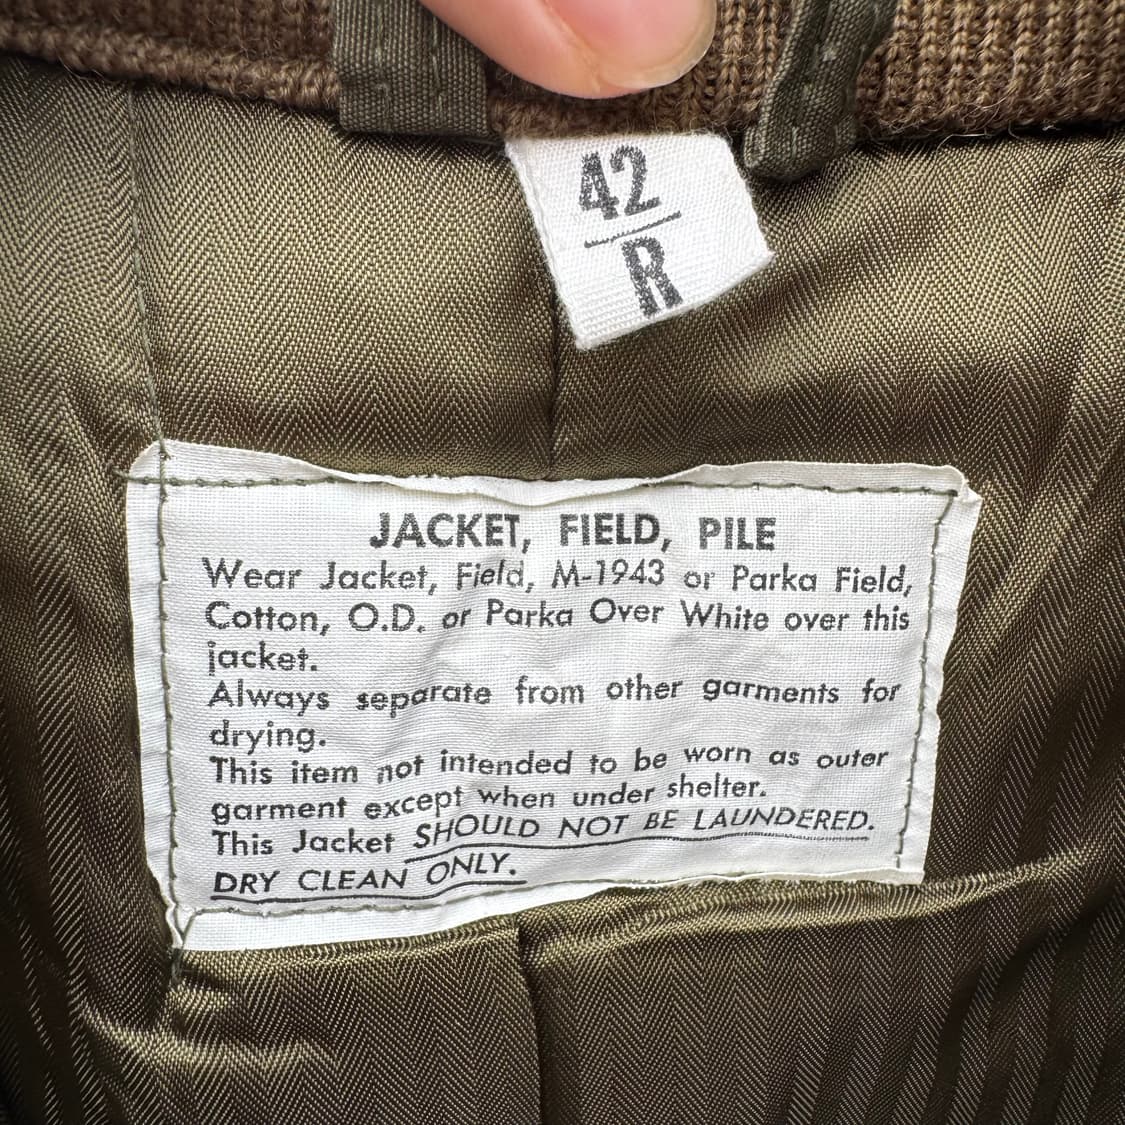 42
R
JACKET, FIELD, PILE
Wear Jacket, Field, M-1943 or Parka Field,
Cotton, O.D. or Parka Over White over this
jacket.
Always separate from other garments for
drying.
This item not intended to be worn as outer
garment except when under shelter.
This Jacket SHOULD NOT BE LAUNDERED.
DRY CLEAN ONLY.